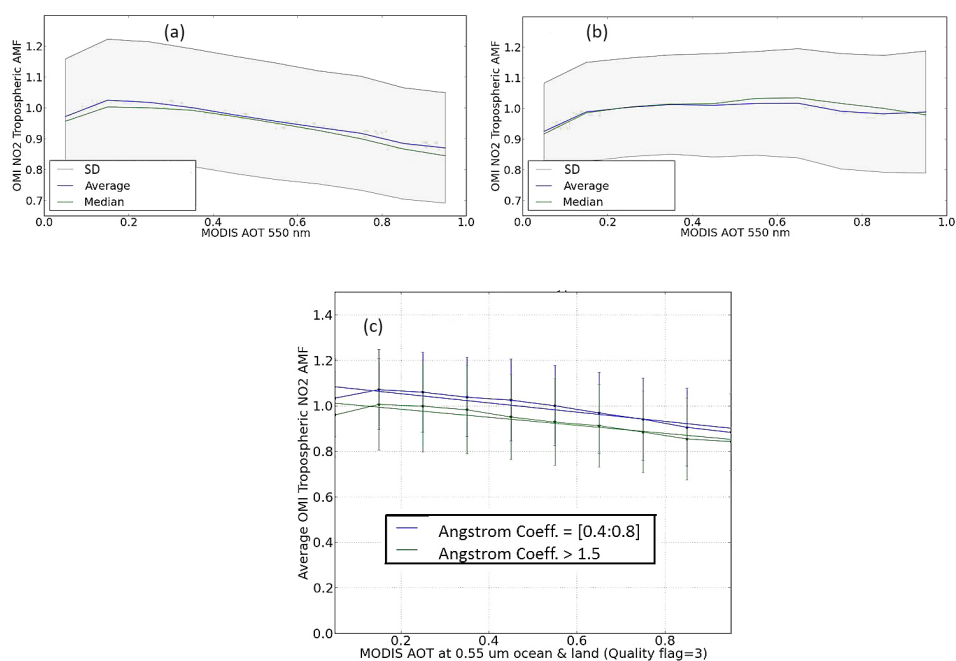 (a)
OMI NO2 Tropospheric AMF
1.2
1.1
1.0
0.9
0.8
0.7
SD
Average
Median
0.0 0.2 0.4 0.6 0.8 1.0
MODIS AOT 550 nm
(b)
OMI NO2 Tropospheric AMF
1.2
1.1
1.0
0.9
0.8
0.7
SD
Average
Median
0.0 0.2 0.4 0.6 0.8 1.0
MODIS AOT 550 nm
(c)
Average OMI Tropospheric NO2 AMF
1.4
1.2
1.0
0.8
0.6
0.4
0.2
0.0
Angstrom Coeff. = [0.4:0.8]
Angstrom Coeff. > 1.5
0.2 0.4 0.6 0.8
MODIS AOT at 0.55 um ocean & land (Quality flag=3)